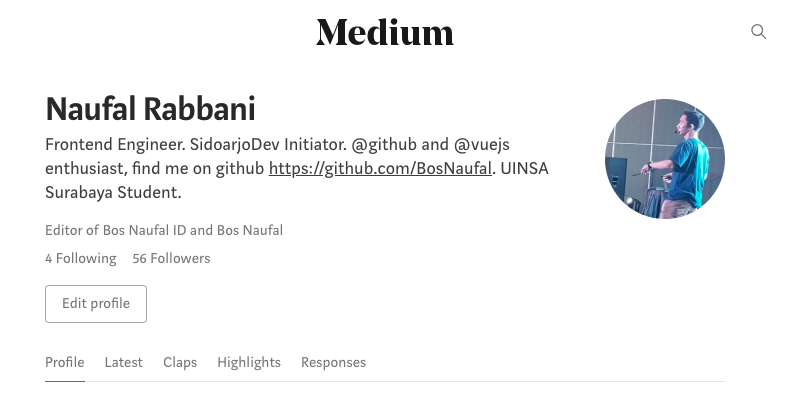 Medium
Naufal Rabbani
Frontend Engineer. SidoarjoDev Initiator. @github and @vuejs
enthusiast, find me on github https://github.com/BosNaufal. UINSA
Surabaya Student.
Editor of Bos Naufal ID and Bos Naufal
4 Following 56 Followers
Edit profile
Profile Latest Claps Highlights Responses